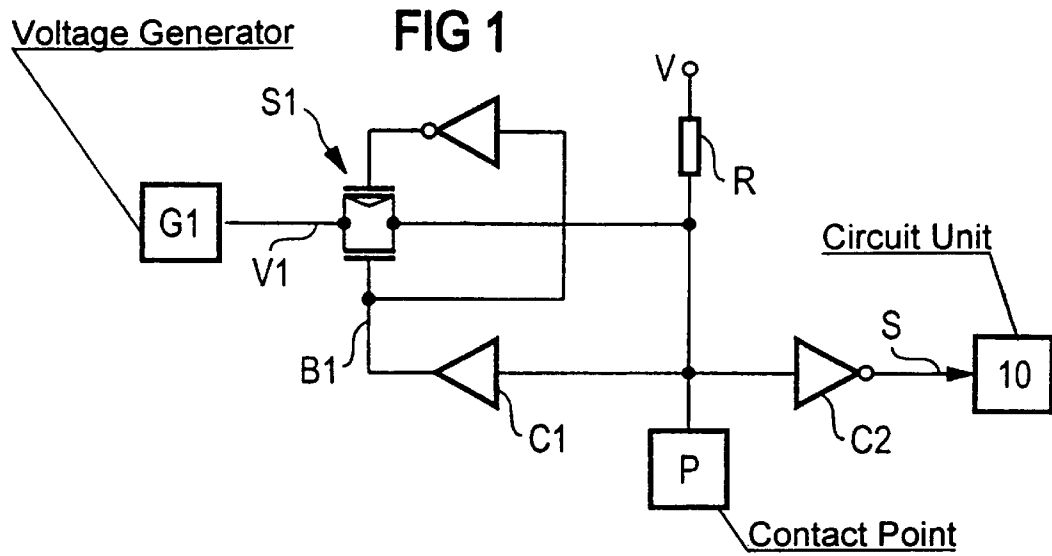 Voltage Generator
FIG 1
V
S1
R
G1
V1
Circuit Unit
B1
S
10
C1
C2
P
Contact Point